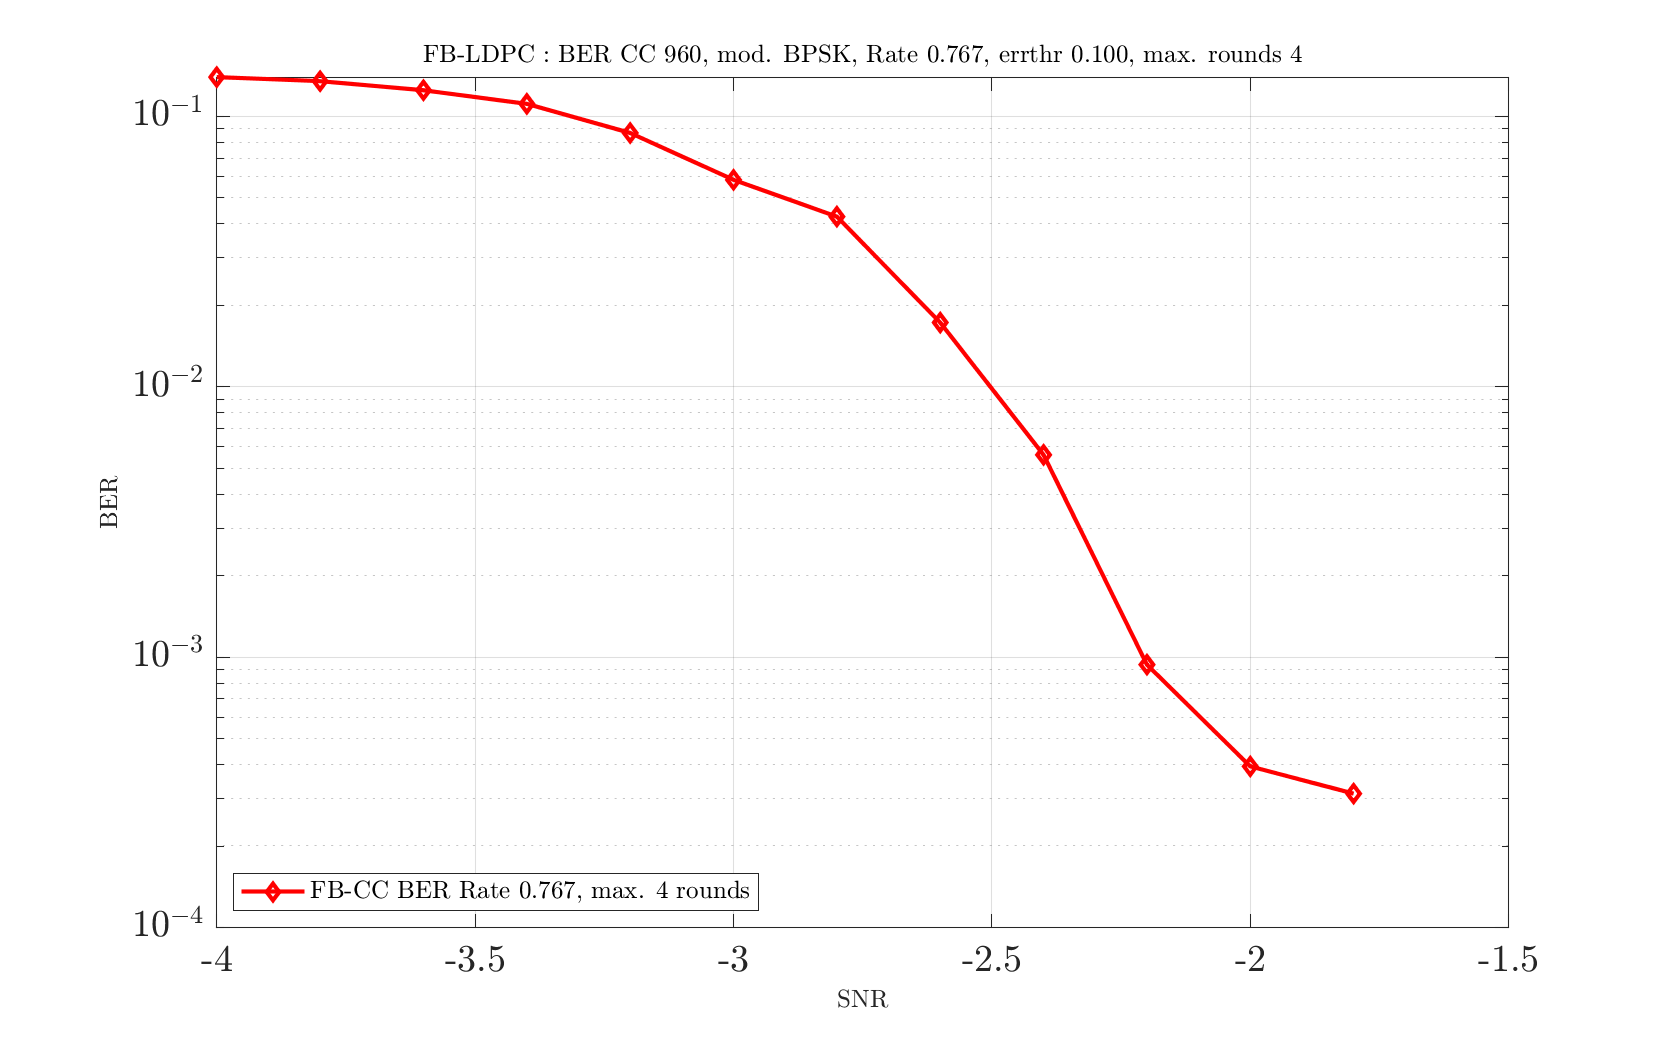 FB-LDPC : BER CC 960, mod. BPSK, Rate 0.767, errthr 0.100, max. rounds 4
10⁻¹
10⁻²
10⁻³
10⁻⁴
BER
FB-CC BER Rate 0.767, max. 4 rounds
-4 -3.5 -3 -2.5 -2 -1.5
SNR